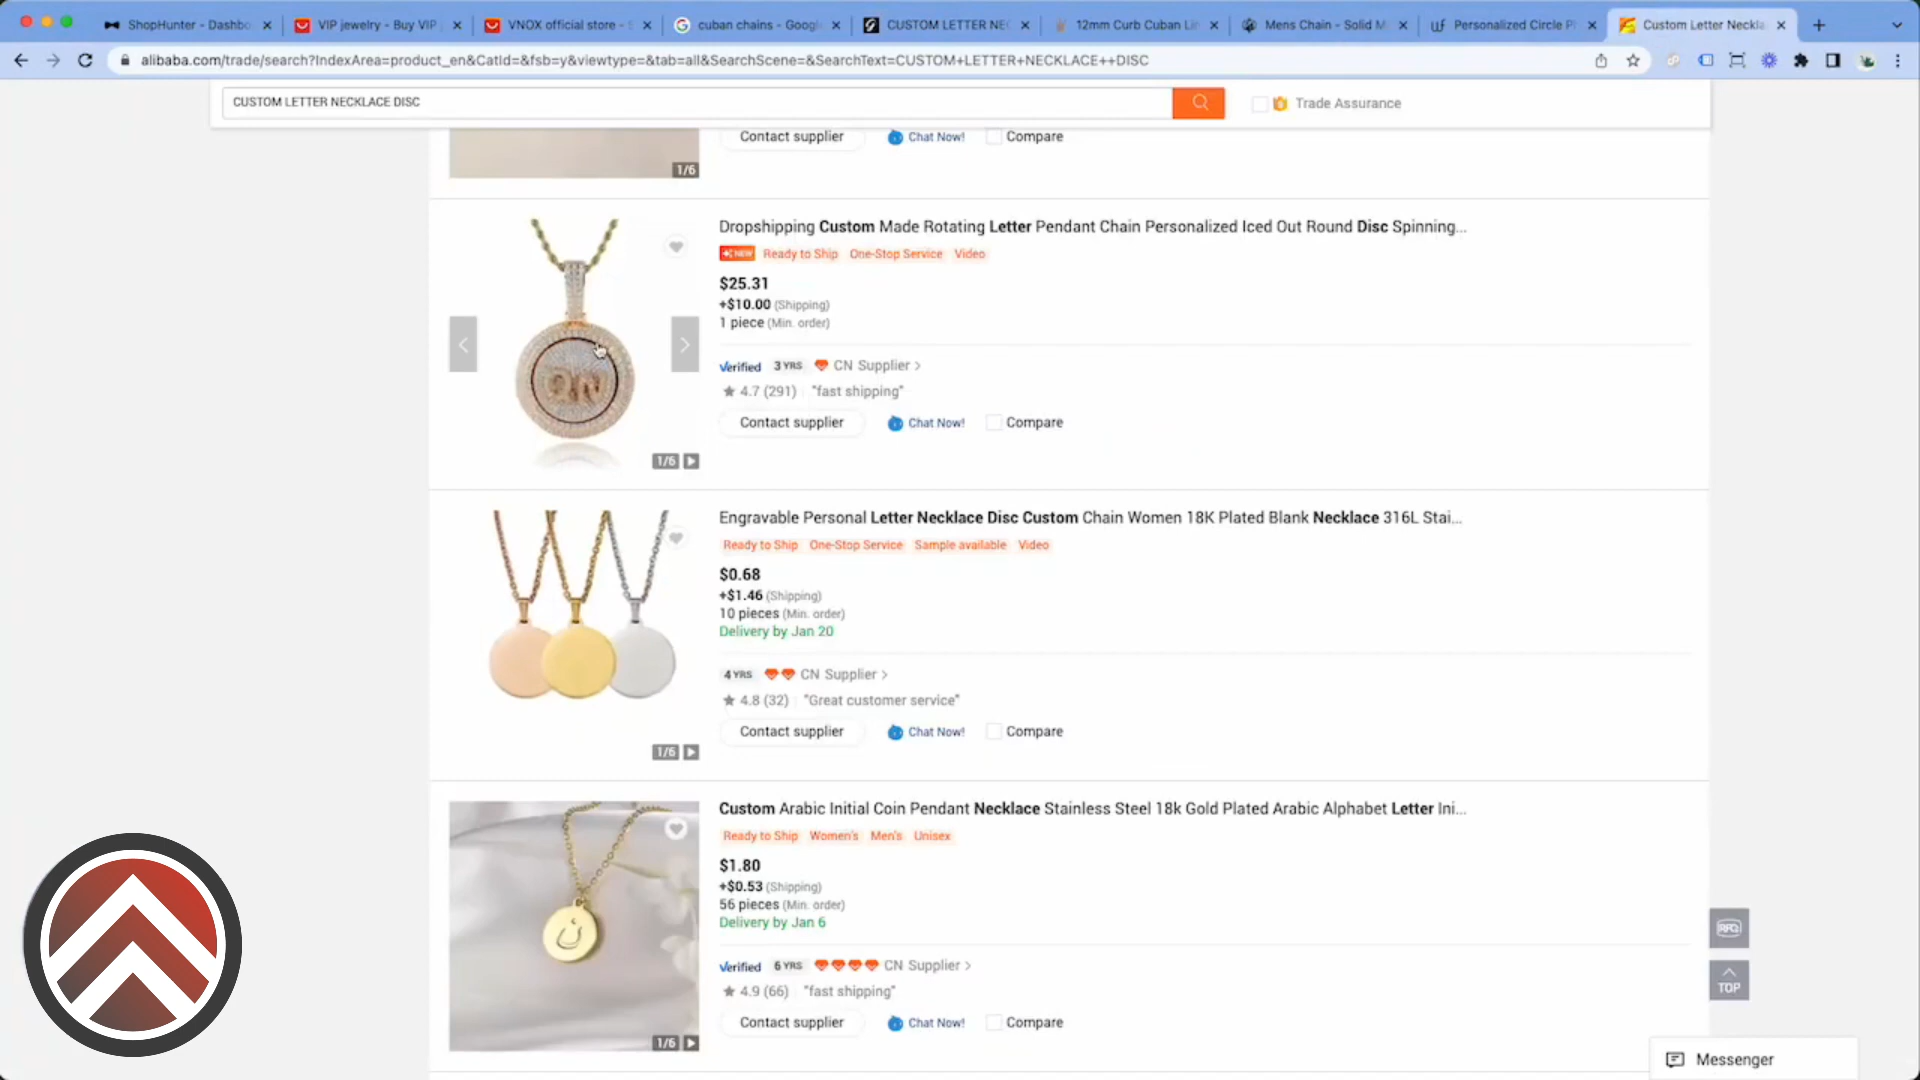 ShopHunter - Dashbo
VIP jewelry - Buy VIP
VNOX official store - S
cuban chains - Google
CUSTOM LETTER NEC
12mm Curb Cuban Lin
Mens Chain - Solid M
Personalized Circle P
Custom Letter Neckla
alibaba.com/trade/search?IndexArea=product_en&CatId=&fsb=y&viewtype=&tab=all&SearchScene=&SearchText=CUSTOM+LETTER+NECKLACE++DISC
CUSTOM LETTER NECKLACE DISC
Trade Assurance
Contact supplier
Chat Now!
Compare
1/6
Dropshipping Custom Made Rotating Letter Pendant Chain Personalized Iced Out Round Disc Spinning...
NEW Ready to Ship One-Stop Service Video
$25.31
+$10.00 (Shipping)
1 piece (Min. order)
Verified 3 YRS CN Supplier >
4.7 (291) "fast shipping"
Contact supplier
Chat Now!
Compare
1/6
Engravable Personal Letter Necklace Disc Custom Chain Women 18K Plated Blank Necklace 316L Stai...
Ready to Ship One-Stop Service Sample available Video
$0.68
+$1.46 (Shipping)
10 pieces (Min. order)
Delivery by Jan 20
4 YRS CN Supplier >
4.8 (32) "Great customer service"
Contact supplier
Chat Now!
Compare
1/6
Custom Arabic Initial Coin Pendant Necklace Stainless Steel 18k Gold Plated Arabic Alphabet Letter Ini...
Ready to Ship Women's Men's Unisex
$1.80
+$0.53 (Shipping)
56 pieces (Min. order)
Delivery by Jan 6
Verified 6 YRS CN Supplier >
4.9 (66) "fast shipping"
Contact supplier
Chat Now!
Compare
1/6
RFQ
TOP
Messenger
ن